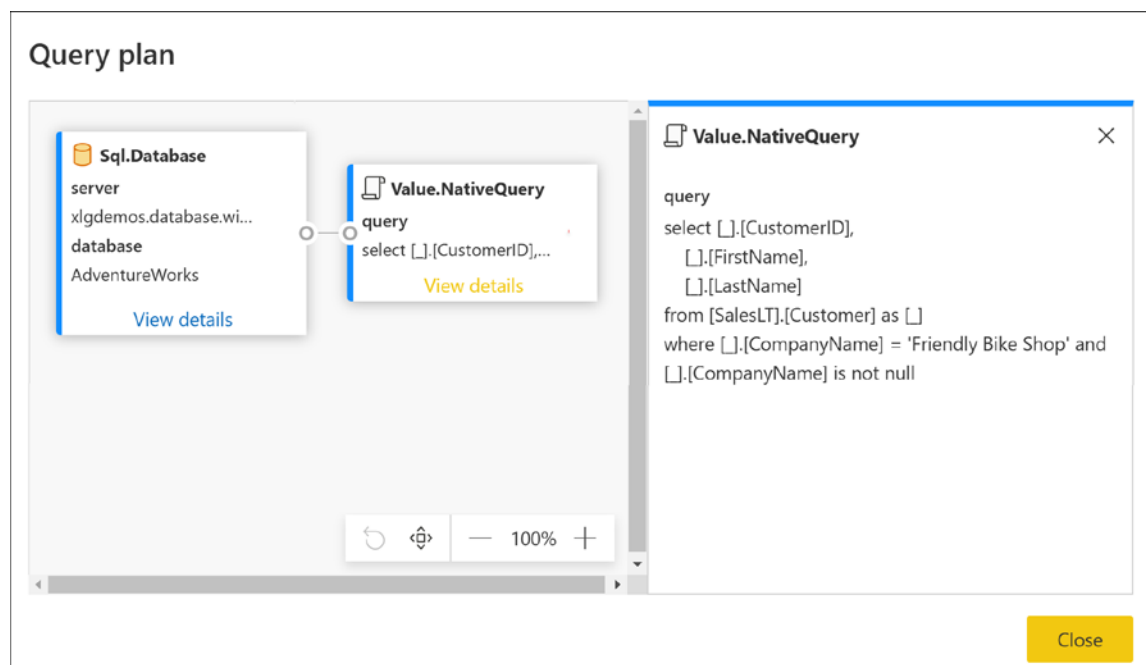 Query plan
Sql.Database
server
xlgdemos.database.wi...
database
AdventureWorks
View details
Value.NativeQuery
query
select [_].[CustomerID],...
View details
100%
Value.NativeQuery
query
select [_].[CustomerID],
[_].[FirstName],
[_].[LastName]
from [SalesLT].[Customer] as [_]
where [_].[CompanyName] = 'Friendly Bike Shop' and
[_].[CompanyName] is not null
Close